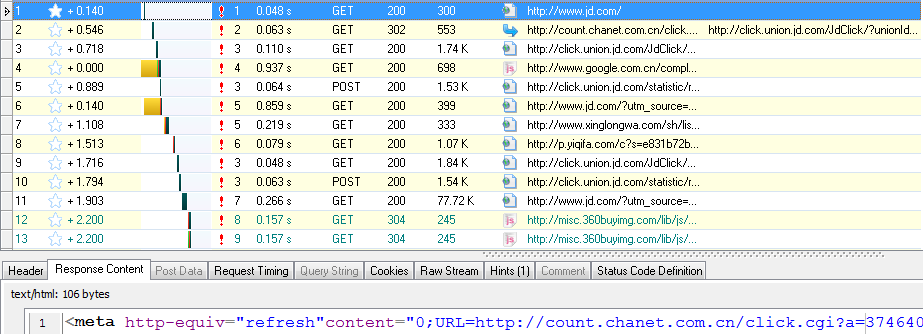 1 + 0.140 1 0.048 s GET 200 300 http://www.jd.com/
2 + 0.546 2 0.063 s GET 302 553 http://count.chanet.com.cn/click.... http://click.union.jd.com/JdClick/?unionId...
3 + 0.718 3 0.110 s GET 200 1.74 K http://click.union.jd.com/JdClick/...
4 + 0.000 4 0.937 s GET 200 698 http://www.google.com.cn/compl...
5 + 0.889 3 0.064 s POST 200 1.53 K http://click.union.jd.com/statistic/r...
6 + 0.140 5 0.859 s GET 200 399 http://www.jd.com/?utm_source=...
7 + 1.108 5 0.219 s GET 200 333 http://www.xinglongwa.com/sh/lis...
8 + 1.513 6 0.079 s GET 200 1.07 K http://p.yiqifa.com/c?s=e831b72b...
9 + 1.716 3 0.048 s GET 200 1.84 K http://click.union.jd.com/JdClick/...
10 + 1.794 3 0.063 s POST 200 1.54 K http://click.union.jd.com/statistic/r...
11 + 1.903 7 0.266 s GET 200 77.72 K http://www.jd.com/?utm_source=...
12 + 2.200 8 0.157 s GET 304 245 http://misc.360buyimg.com/lib/js/...
13 + 2.200 9 0.157 s GET 304 245 http://misc.360buyimg.com/lib/js/...
Header Response Content Post Data Request Timing Query String Cookies Raw Stream Hints (1) Comment Status Code Definition
text/html: 106 bytes
1 <meta http-equiv="refresh"content="0;URL=http://count.chanet.com.cn/click.cgi?a=374640